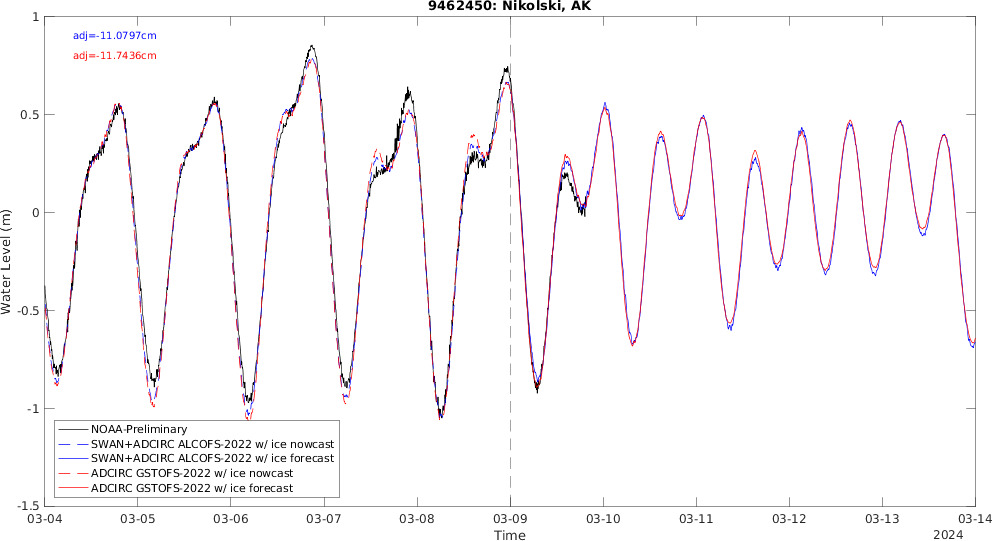 9462450: Nikolski, AK
adj=-11.0797cm
adj=-11.7436cm
Water Level (m)
1
0.5
0
-0.5
-1
-1.5
NOAA-Preliminary
SWAN+ADCIRC ALCOFS-2022 w/ ice nowcast
SWAN+ADCIRC ALCOFS-2022 w/ ice forecast
ADCIRC GSTOFS-2022 w/ ice nowcast
ADCIRC GSTOFS-2022 w/ ice forecast
03-04 03-05 03-06 03-07 03-08 03-09 03-10 03-11 03-12 03-13 03-14
Time
2024